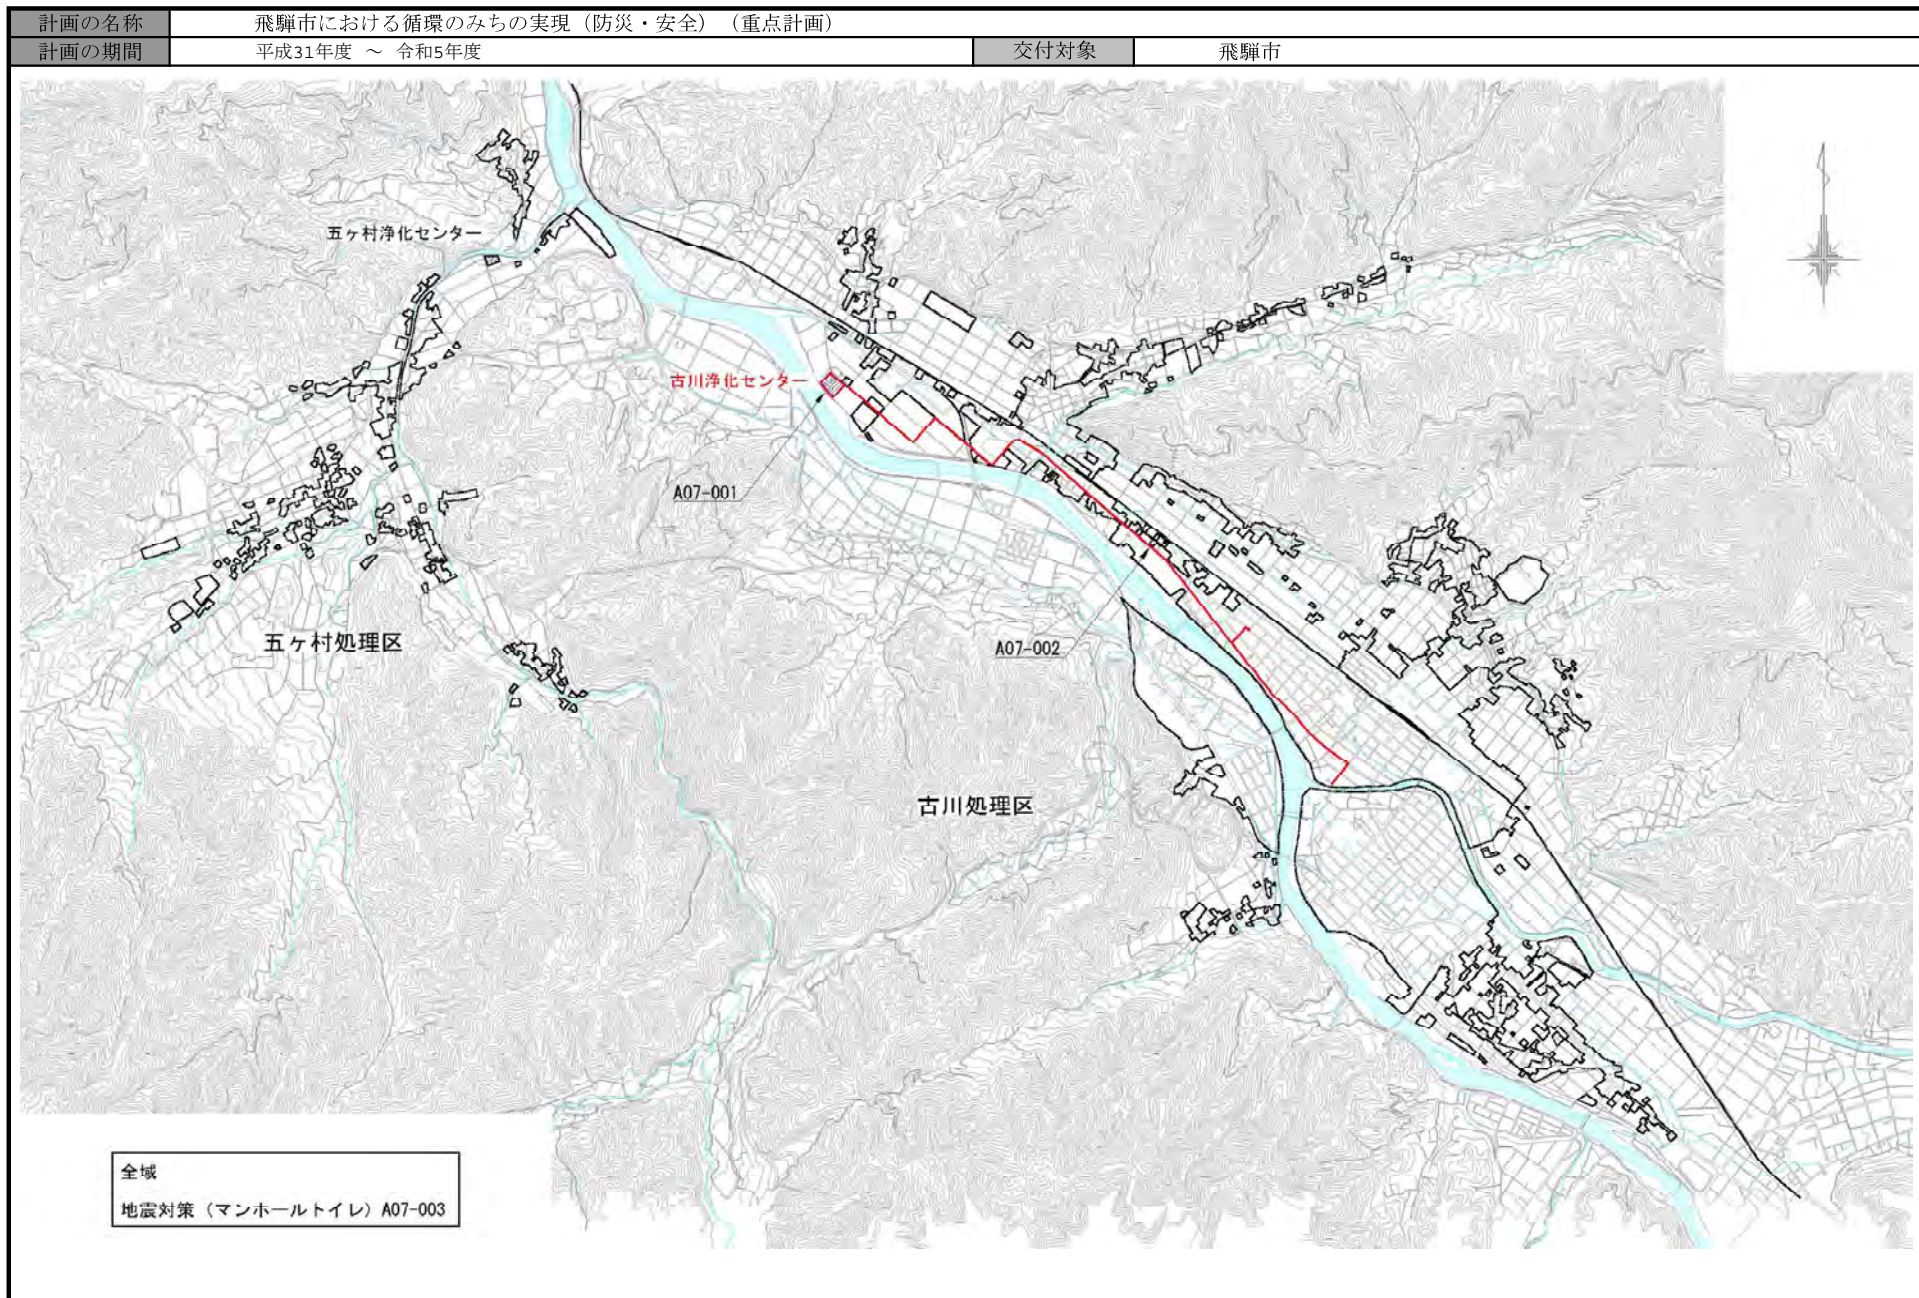 計画の名称 飛騨市における循環のみちの実現（防災・安全）（重点計画）
計画の期間 平成31年度 ～ 令和5年度 交付対象 飛騨市
五ヶ村浄化センター
古川浄化センター
A07-001
A07-002
五ヶ村処理区
古川処理区
全域
地震対策（マンホールトイレ）A07-003